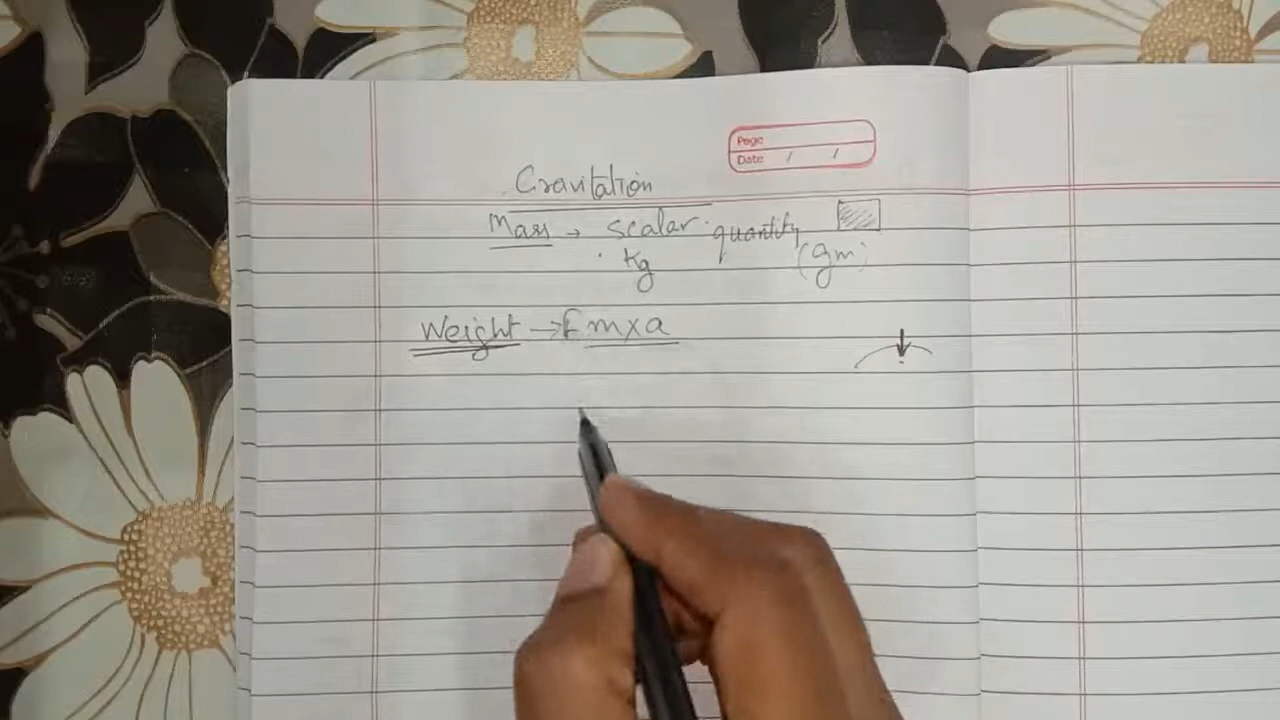 Page
Date / /
Gravitation
Mass → scalar quantity
Kg (gm)
Weight → F m×a